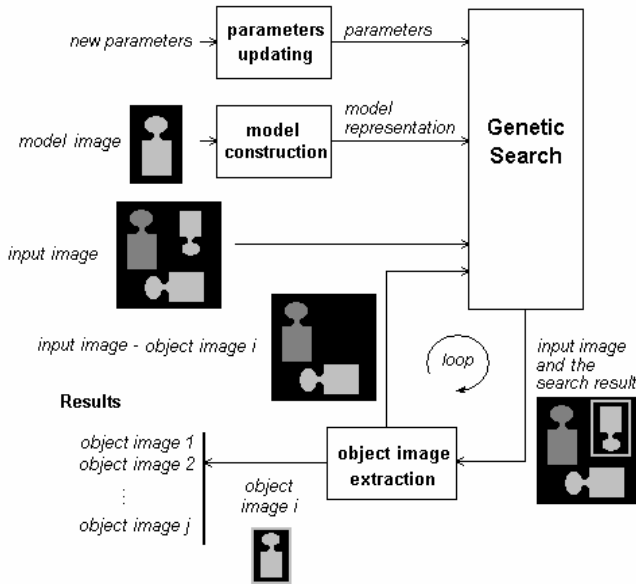 new parameters
parameters
updating
parameters
model image
model
construction
model
representation
Genetic
Search
input image
input image - object image i
loop
input image
and the
search result
Results
object image 1
object image 2
⋮
object image j
object
image i
object image
extraction